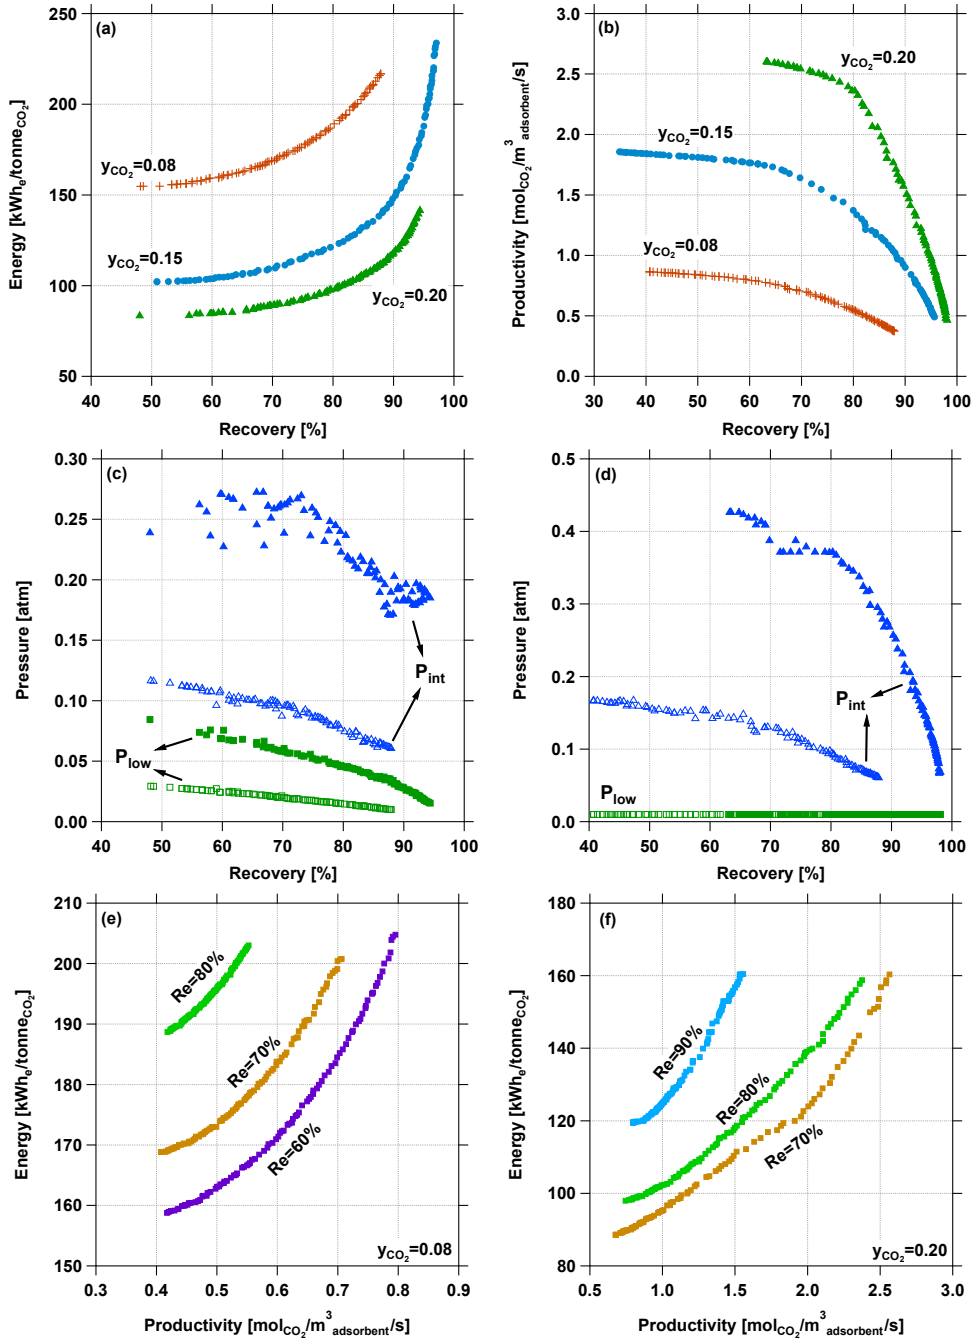 (a)
Energy [kWhe/tonneCO2]
250
200
150
100
50
yCO2=0.08
yCO2=0.15
yCO2=0.20
40 50 60 70 80 90 100
Recovery [%]
(b)
Productivity [molCO2/m3adsorbent/s]
3.0
2.5
2.0
1.5
1.0
0.5
0.0
yCO2=0.20
yCO2=0.15
yCO2=0.08
30 40 50 60 70 80 90 100
Recovery [%]
(c)
Pressure [atm]
0.30
0.25
0.20
0.15
0.10
0.05
0.00
Pint
Plow
40 50 60 70 80 90 100
Recovery [%]
(d)
Pressure [atm]
0.5
0.4
0.3
0.2
0.1
0.0
Pint
Plow
40 50 60 70 80 90 100
Recovery [%]
(e)
Energy [kWhe/tonneCO2]
210
200
190
180
170
160
150
Re=80%
Re=70%
Re=60%
yCO2=0.08
0.3 0.4 0.5 0.6 0.7 0.8 0.9
Productivity [molCO2/m3adsorbent/s]
(f)
Energy [kWhe/tonneCO2]
180
160
140
120
100
80
Re=90%
Re=80%
Re=70%
yCO2=0.20
0.5 1.0 1.5 2.0 2.5 3.0
Productivity [molCO2/m3adsorbent/s]